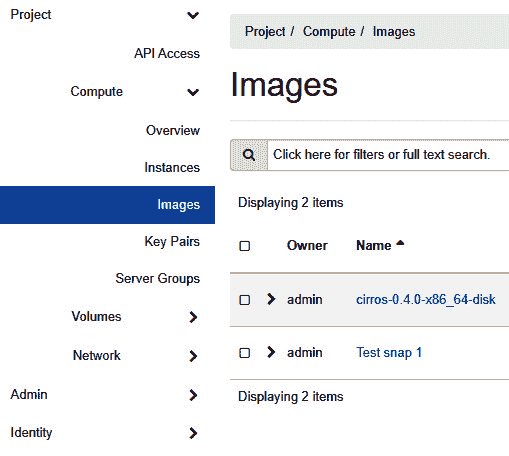 Project
API Access
Compute
Overview
Instances
Images
Key Pairs
Server Groups
Volumes
Network
Admin
Identity
Project / Compute / Images
Images
Click here for filters or full text search.
Displaying 2 items
Owner Name
admin cirros-0.4.0-x86_64-disk
admin Test snap 1
Displaying 2 items